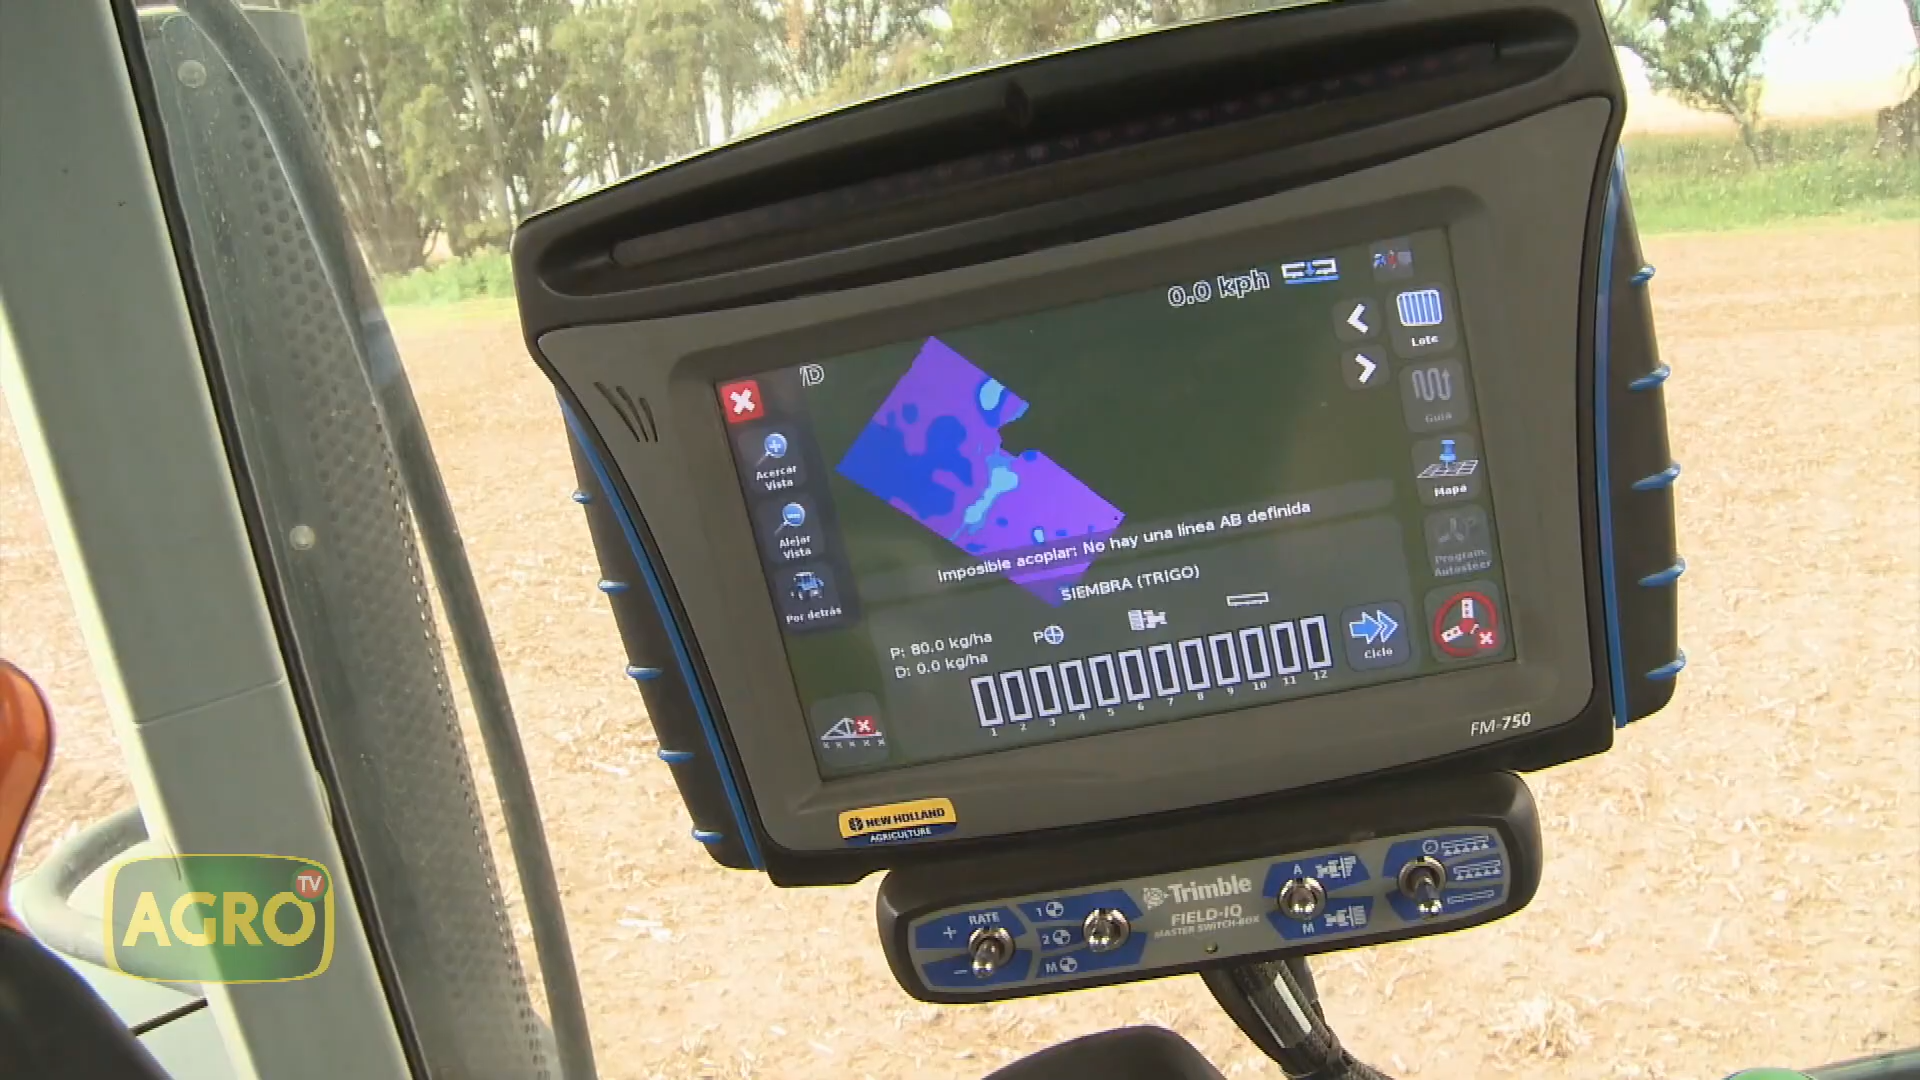 0.0 kph
D
Lote
Acercar
Vista
Guía
Alejar
Vista
Mapa
Imposible acoplar: No hay una línea AB definida
SIEMBRA (TRIGO)
Program.
Autosteer
Por detrás
P: 80.0 kg/ha
D: 0.0 kg/ha
P
Ciclo
1 2 3 4 5 6 7 8 9 10 11 12
FM-750
NEW HOLLAND
AGRICULTURE
Trimble
FIELD-IQ
MASTER SWITCH-BOX
RATE
+
−
1
2
M
A
M
AGRO TV